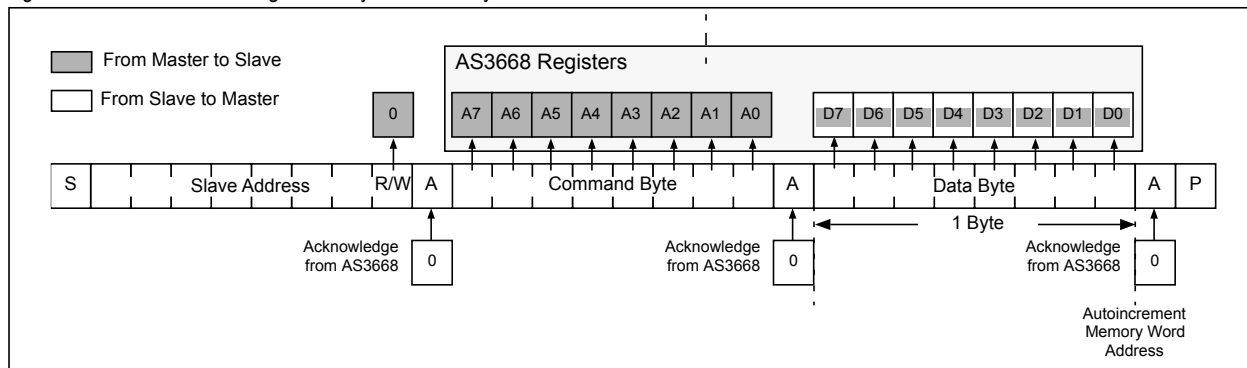 From Master to Slave
From Slave to Master
AS3668 Registers
0
A7 A6 A5 A4 A3 A2 A1 A0
D7 D6 D5 D4 D3 D2 D1 D0
S Slave Address R/W A Command Byte A Data Byte A P
1 Byte
Acknowledge
from AS3668
0
Acknowledge
from AS3668
0
Acknowledge
from AS3668
0
Autoincrement
Memory Word
Address